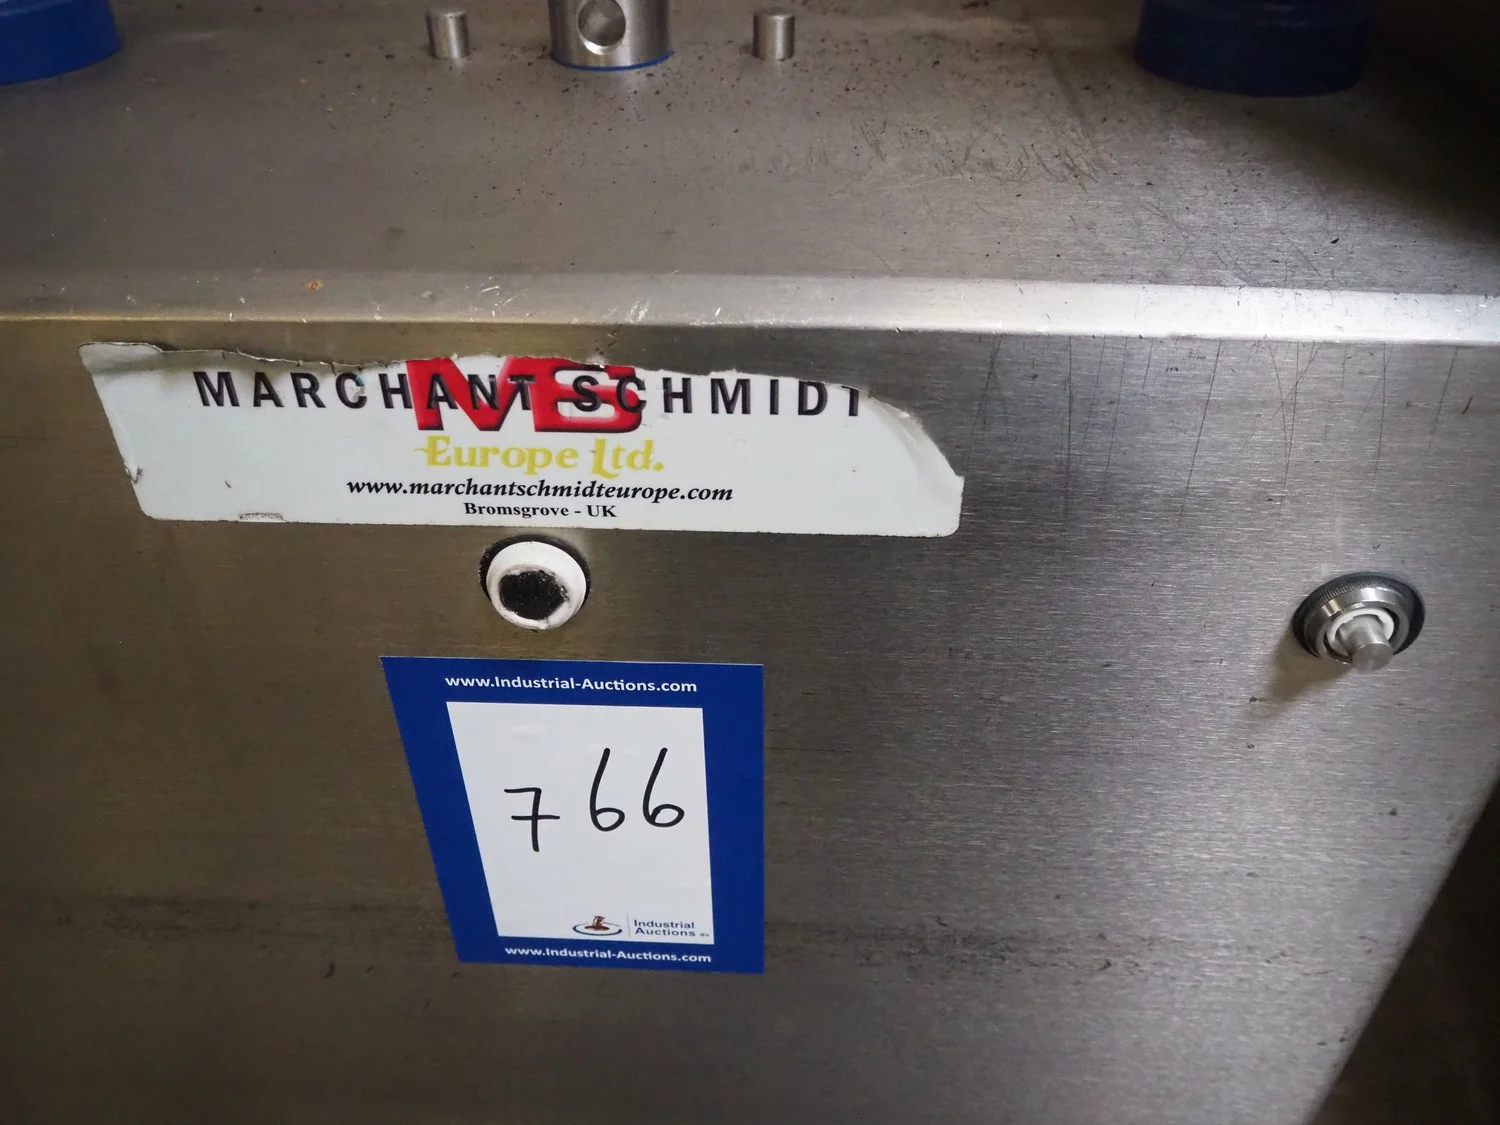 MS
MARCHANT SCHMIDT
Europe Ltd.
www.marchantschmidteurope.com
Bromsgrove - UK
www.Industrial-Auctions.com
766
Industrial
Auctions BV
www.Industrial-Auctions.com